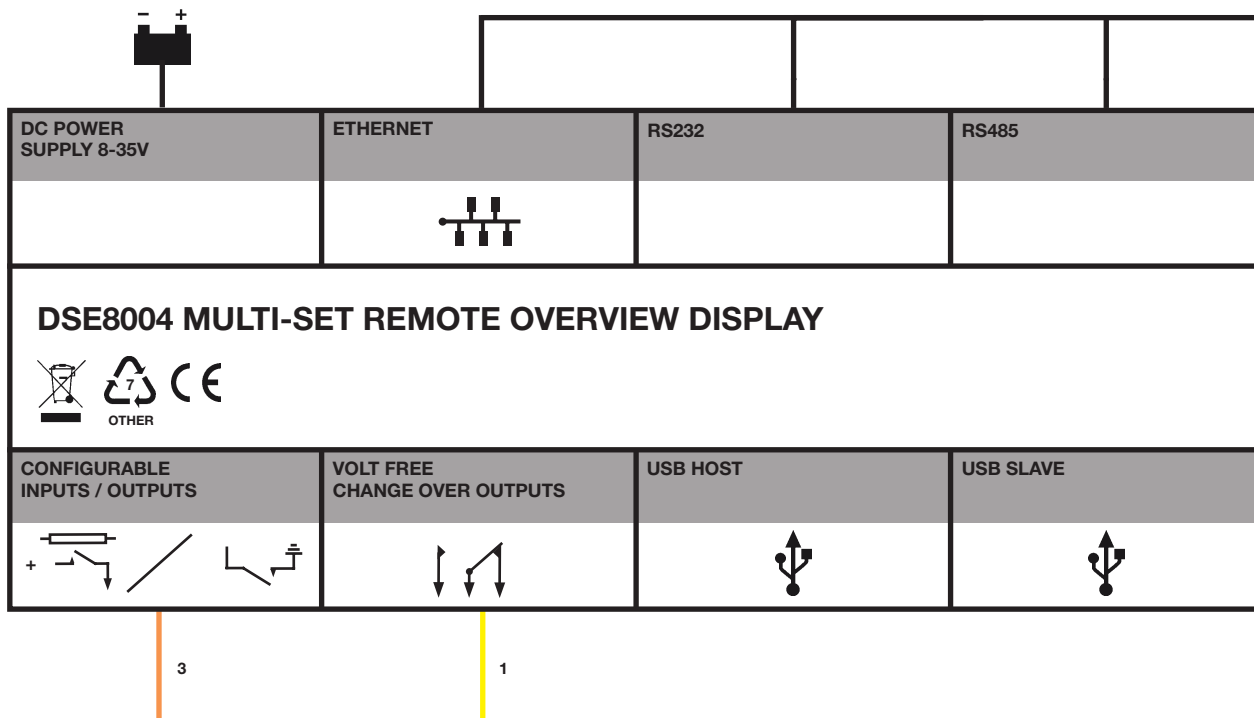 - +
DC POWER
SUPPLY 8-35V
ETHERNET
RS232
RS485
DSE8004 MULTI-SET REMOTE OVERVIEW DISPLAY
7
CE
OTHER
CONFIGURABLE
INPUTS / OUTPUTS
VOLT FREE
CHANGE OVER OUTPUTS
USB HOST
USB SLAVE
+
3
1